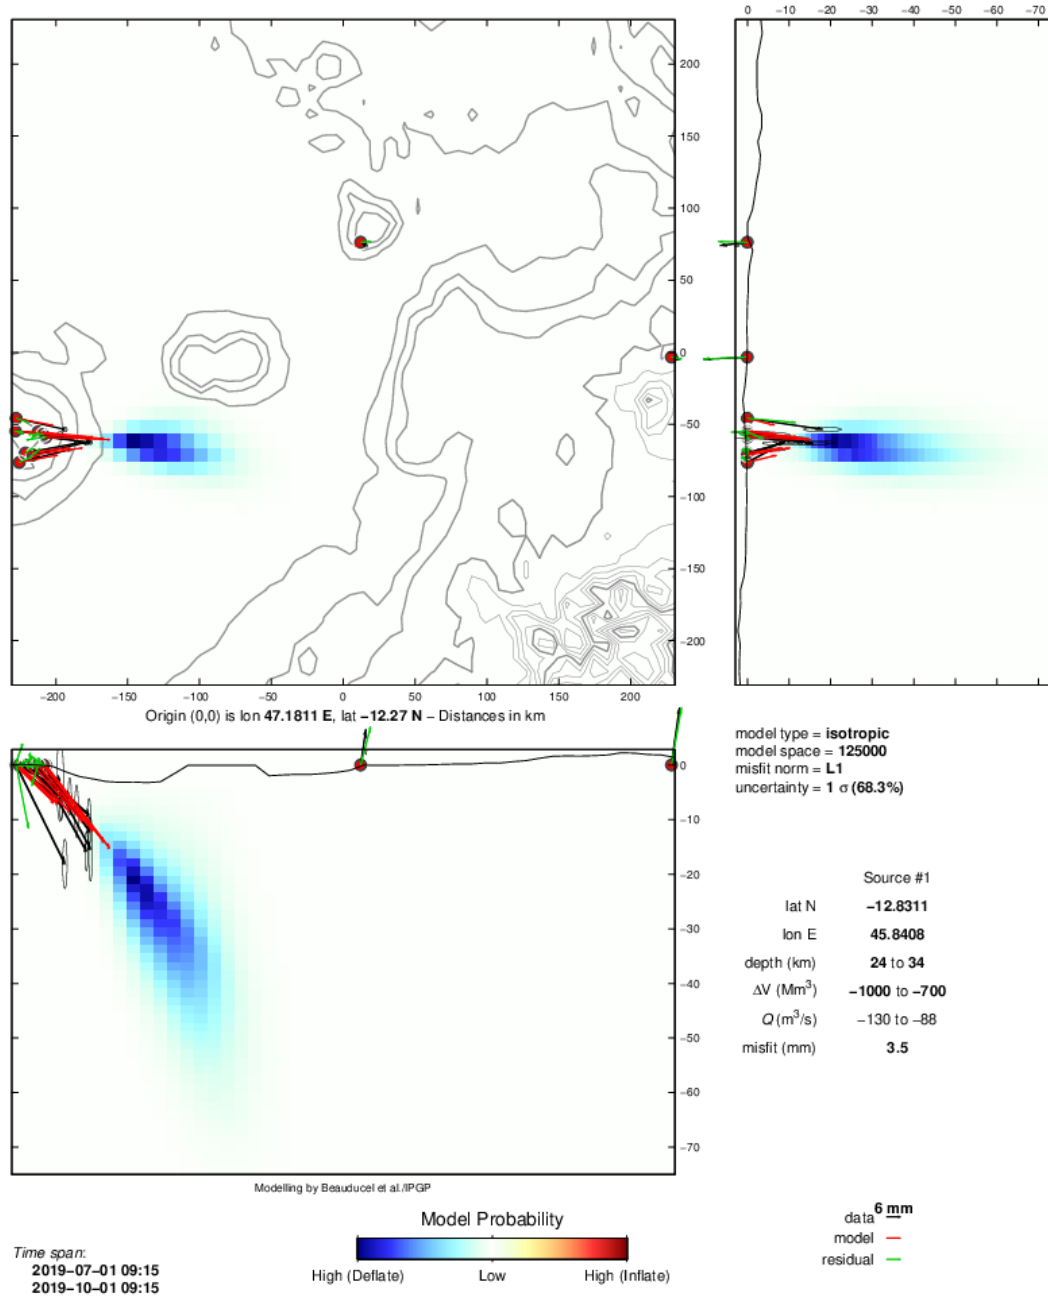 0 −10 −20 −30 −40 −50 −60 −70
200
150
100
50
0
−50
−100
−150
−200
−200 −150 −100 −50 0 50 100 150 200
Origin (0,0) is lon 47.1811 E, lat −12.27 N − Distances in km
0
−10
−20
−30
−40
−50
−60
−70
model type = isotropic
model space = 125000
misfit norm = L1
uncertainty = 1 σ (68.3%)
Source #1
lat N −12.8311
lon E 45.8408
depth (km) 24 to 34
ΔV (Mm³) −1000 to −700
Q (m³/s) −130 to −88
misfit (mm) 3.5
Modelling by Beauducel et al./IPGP
Model Probability
High (Deflate) Low High (Inflate)
6 mm
data
model
residual
Time span:
2019−07−01 09:15
2019−10−01 09:15